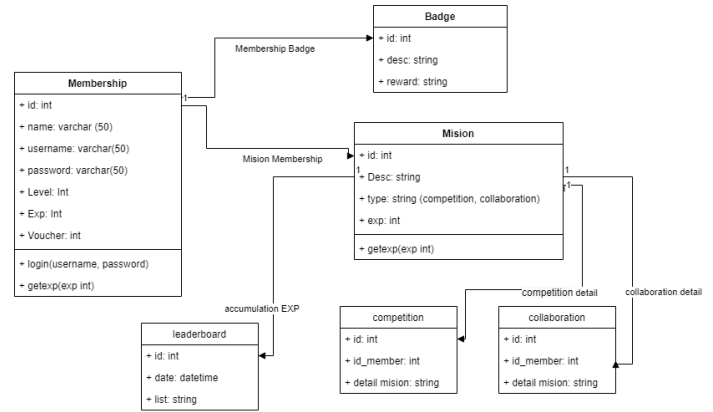 Badge
+ id: int
+ desc: string
+ reward: string
Membership Badge
Membership
+ id: int
+ name: varchar (50)
+ username: varchar(50)
+ password: varchar(50)
+ Level: Int
+ Exp: Int
+ Voucher: int
+ login(username, password)
+ getexp(exp int)
1
Mision Membership
Mision
+ id: int
+ Desc: string
+ type: string (competition, collaboration)
+ exp: int
+ getexp(exp int)
1
1
1
accumulation EXP
competition detail
collaboration detail
leaderboard
+ id: int
+ date: datetime
+ list: string
competition
+ id: int
+ id_member: int
+ detail mision: string
collaboration
+ id: int
+ id_member: int
+ detail mision: string